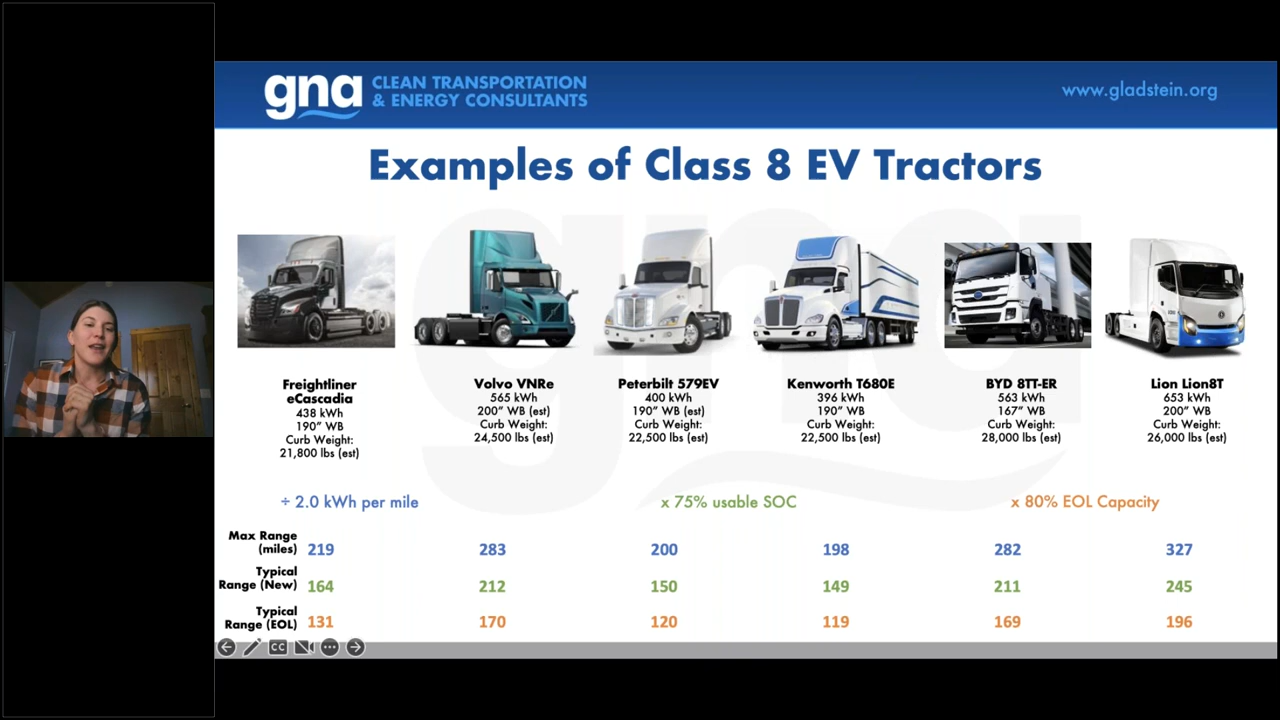 gna CLEAN TRANSPORTATION
& ENERGY CONSULTANTS
www.gladstein.org
Examples of Class 8 EV Tractors
Freightliner
eCascadia
438 kWh
190” WB
Curb Weight:
21,800 lbs (est)
Volvo VNRe
565 kWh
200” WB (est)
Curb Weight:
24,500 lbs (est)
Peterbilt 579EV
400 kWh
190” WB (est)
Curb Weight:
22,500 lbs (est)
Kenworth T680E
396 kWh
190” WB
Curb Weight:
22,500 lbs (est)
BYD 8TT-ER
563 kWh
167” WB
Curb Weight:
28,000 lbs (est)
Lion Lion8T
653 kWh
200” WB
Curb Weight:
26,000 lbs (est)
÷ 2.0 kWh per mile
x 75% usable SOC
x 80% EOL Capacity
Max Range
(miles) 219 283 200 198 282 327
Typical
Range (New) 164 212 150 149 211 245
Typical
Range (EOL) 131 170 120 119 169 196
CC